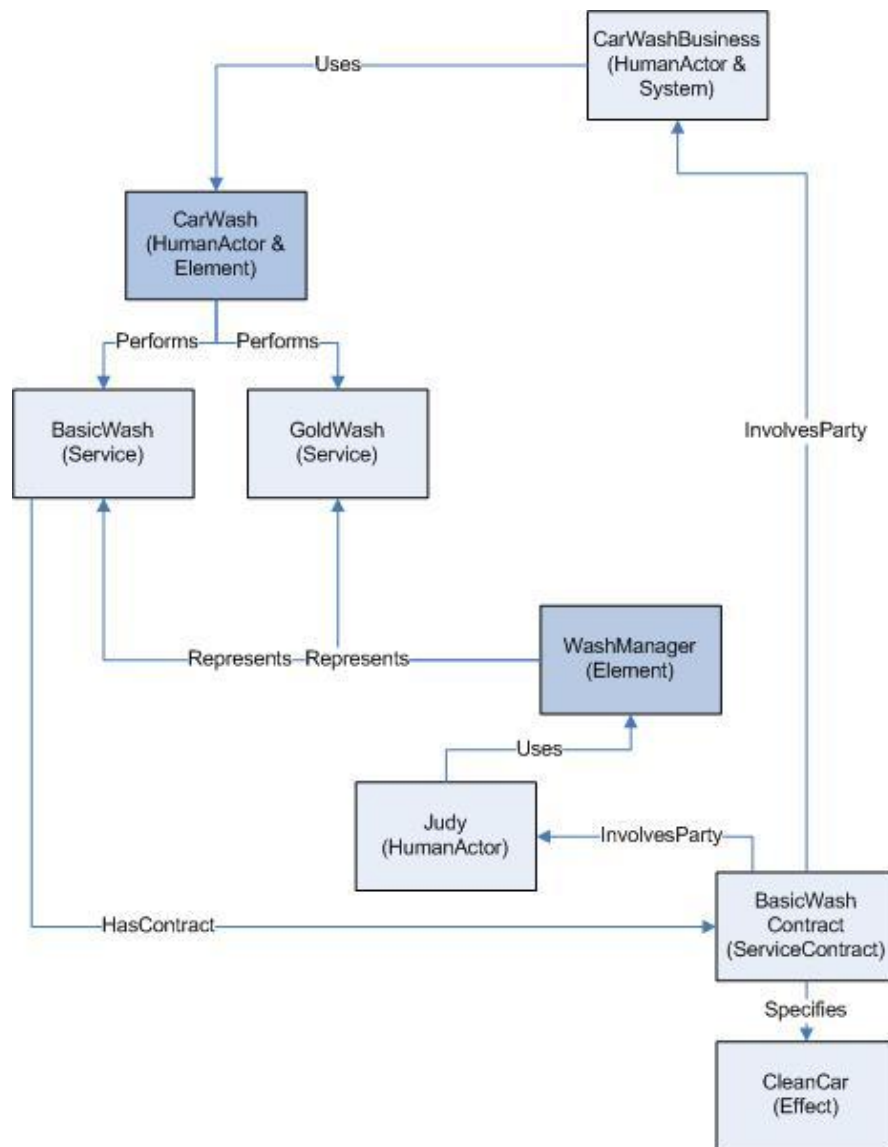 CarWashBusiness
(HumanActor &
System)
Uses
CarWash
(HumanActor &
Element)
Performs
Performs
BasicWash
(Service)
GoldWash
(Service)
InvolvesParty
WashManager
(Element)
Represents
Represents
Uses
Judy
(HumanActor)
InvolvesParty
BasicWash
Contract
(ServiceContract)
HasContract
Specifies
CleanCar
(Effect)